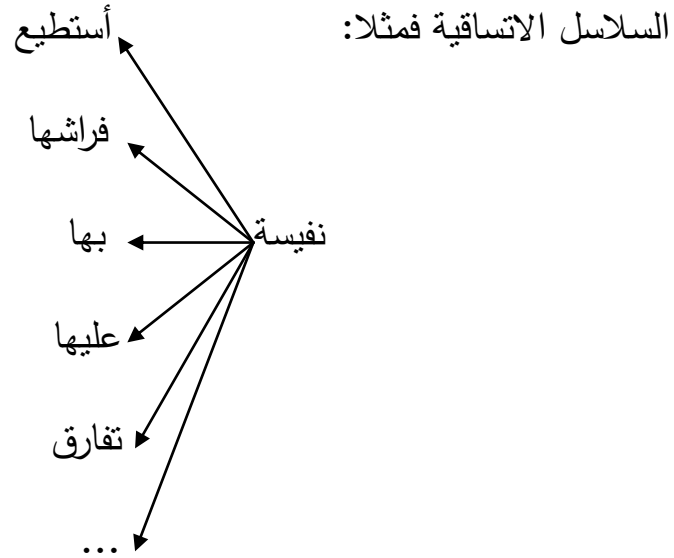 السلاسل الاتساقية فمثلا:
أستطيع
فراشها
نفيسة
بها
عليها
تفارق
...